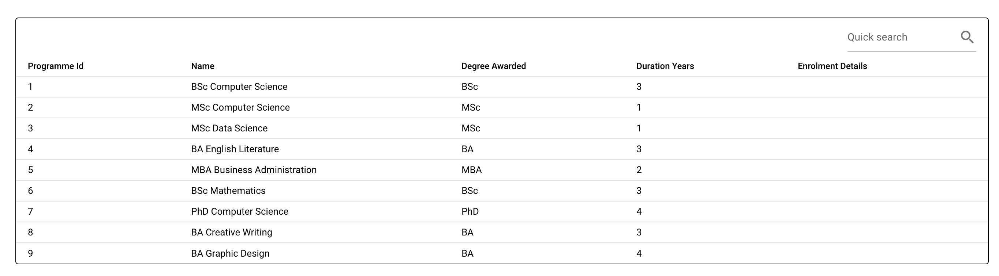 Quick search
Programme Id Name Degree Awarded Duration Years Enrolment Details
1 BSc Computer Science BSc 3
2 MSc Computer Science MSc 1
3 MSc Data Science MSc 1
4 BA English Literature BA 3
5 MBA Business Administration MBA 2
6 BSc Mathematics BSc 3
7 PhD Computer Science PhD 4
8 BA Creative Writing BA 3
9 BA Graphic Design BA 4